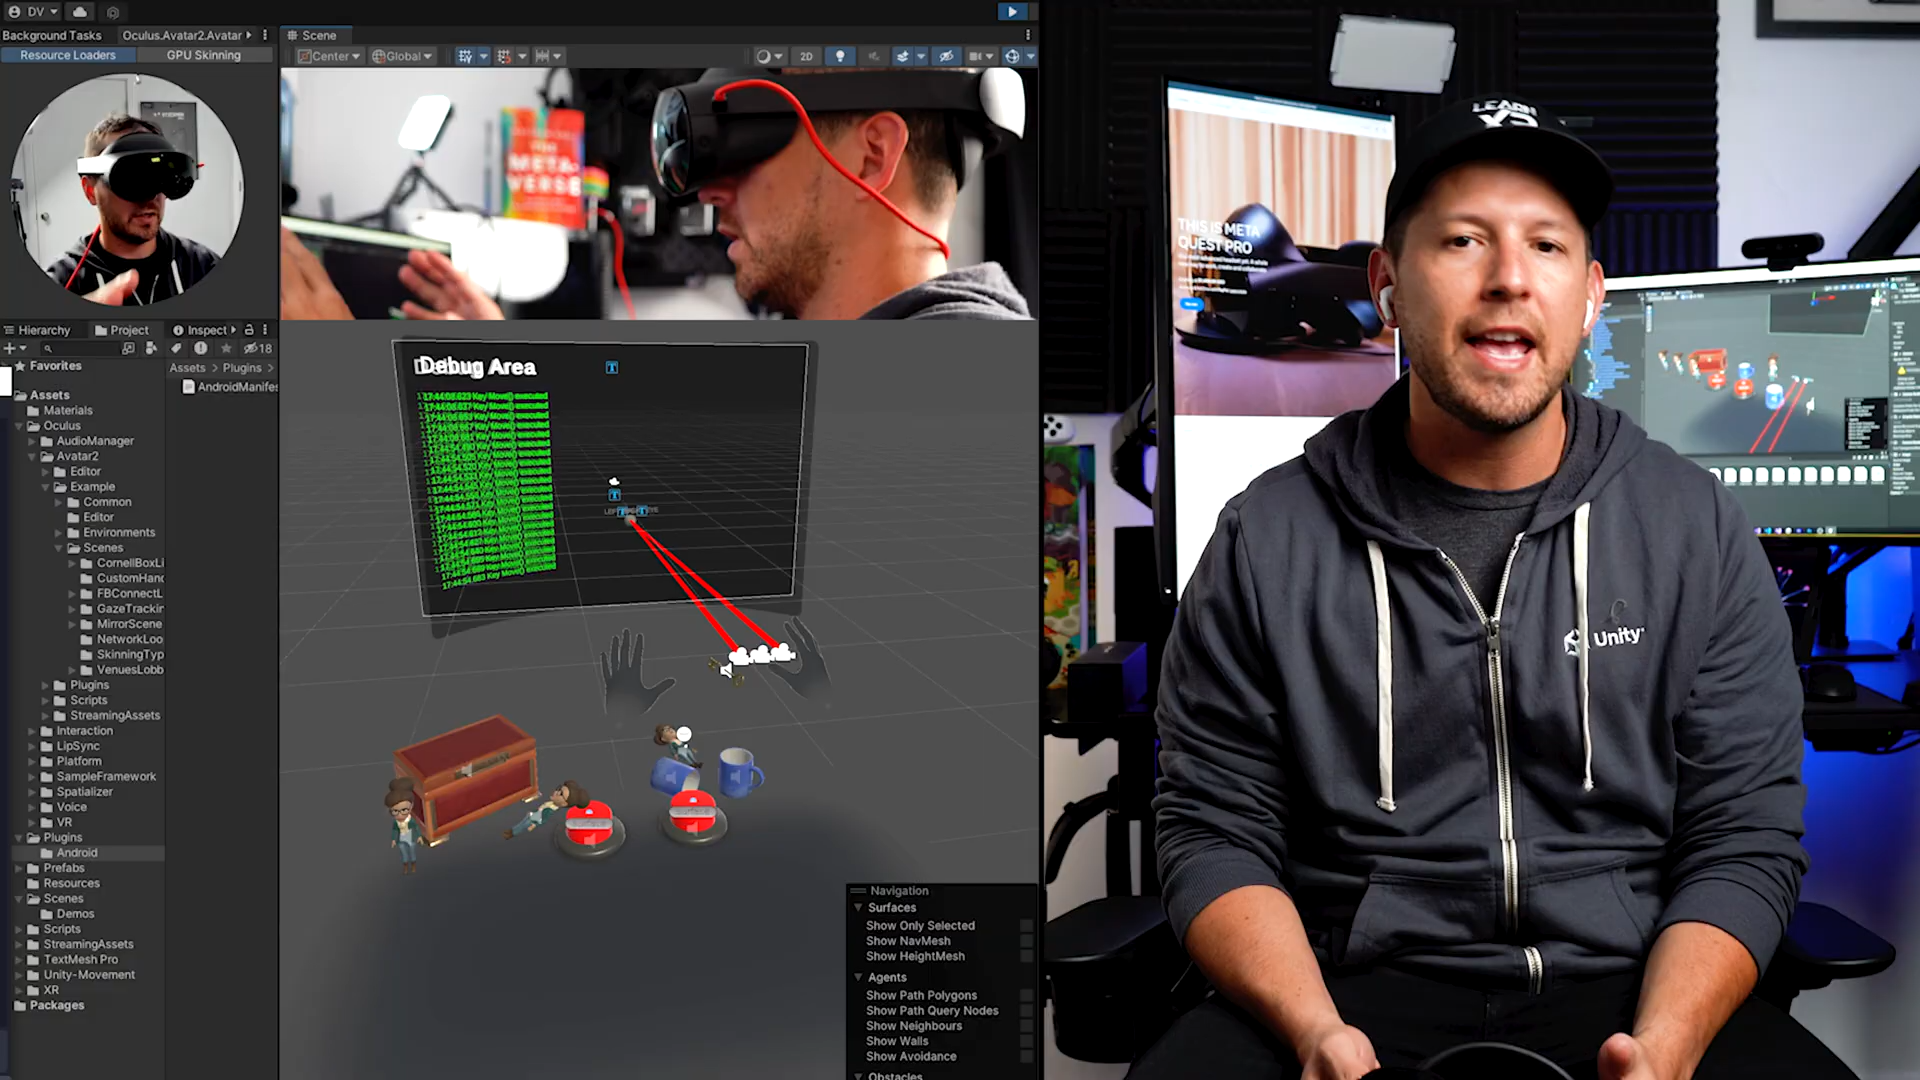 DV
Background Tasks
Oculus.Avatar2.Avatar
Resource Loaders
GPU Skinning
Scene
Center
Global
2D
META-
VERSE
Hierarchy
Project
Inspect
18
Favorites
Assets > Plugins >
AndroidManifes
Assets
Materials
Oculus
AudioManager
Avatar2
Editor
Example
Common
Editor
Environments
Scenes
CornellBoxLi
CustomHand
FBConnectL
GazeTrackin
MirrorScene
NetworkLoo
SkinningTyp
VenuesLobb
Plugins
Scripts
StreamingAssets
Interaction
LipSync
Platform
SampleFramework
Spatializer
Voice
VR
Plugins
Android
Prefabs
Resources
Scenes
Demos
Scripts
StreamingAssets
TextMesh Pro
Unity-Movement
XR
Packages
Debug Area
Navigation
Surfaces
Show Only Selected
Show NavMesh
Show HeightMesh
Agents
Show Path Polygons
Show Path Query Nodes
Show Neighbours
Show Walls
Show Avoidance
Obstacles
THIS IS META
QUEST PRO
LEARN
XR
Unity